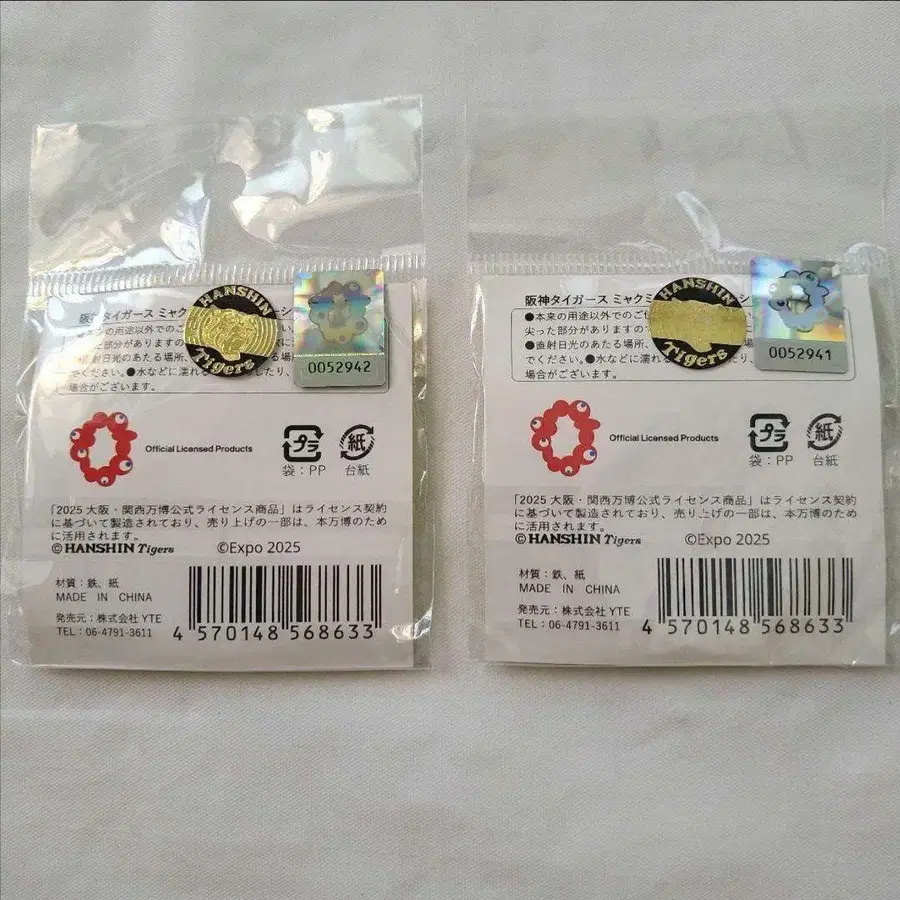 阪神タイガース ミャク
HANSHIN
Tigers
0052942
●本来の用途以外でのご
直射日光のあたる場所、
でください。●水などに濡れ
したり、
場合がございます。
Official Licensed Products
プラ
袋：PP
紙
台紙
「2025 大阪・関西万博公式ライセンス商品」はライセンス契約
に基づいて製造されており、売り上げの一部は、本万博のため
に活用されます。
©HANSHIN Tigers ©Expo 2025
材質：鉄、紙
MADE IN CHINA
発売元：株式会社 YTE
TEL：06-4791-3611
4 570148 568633
阪神タイガース ミャクミ
HANSHIN
Tigers
0052941
●本来の用途以外でのご
尖った部分がありますの
●直射日光のあたる場所
でください。●水などに濡れ
場合がございます。
Official Licensed Products
プラ
袋：PP
紙
台紙
「2025 大阪・関西万博公式ライセンス商品」はライセンス契約
に基づいて製造されており、売り上げの一部は、本万博のため
に活用されます。
©HANSHIN Tigers ©Expo 2025
材質：鉄、紙
MADE IN CHINA
発売元：株式会社 YTE
TEL：06-4791-3611
4 570148 568633